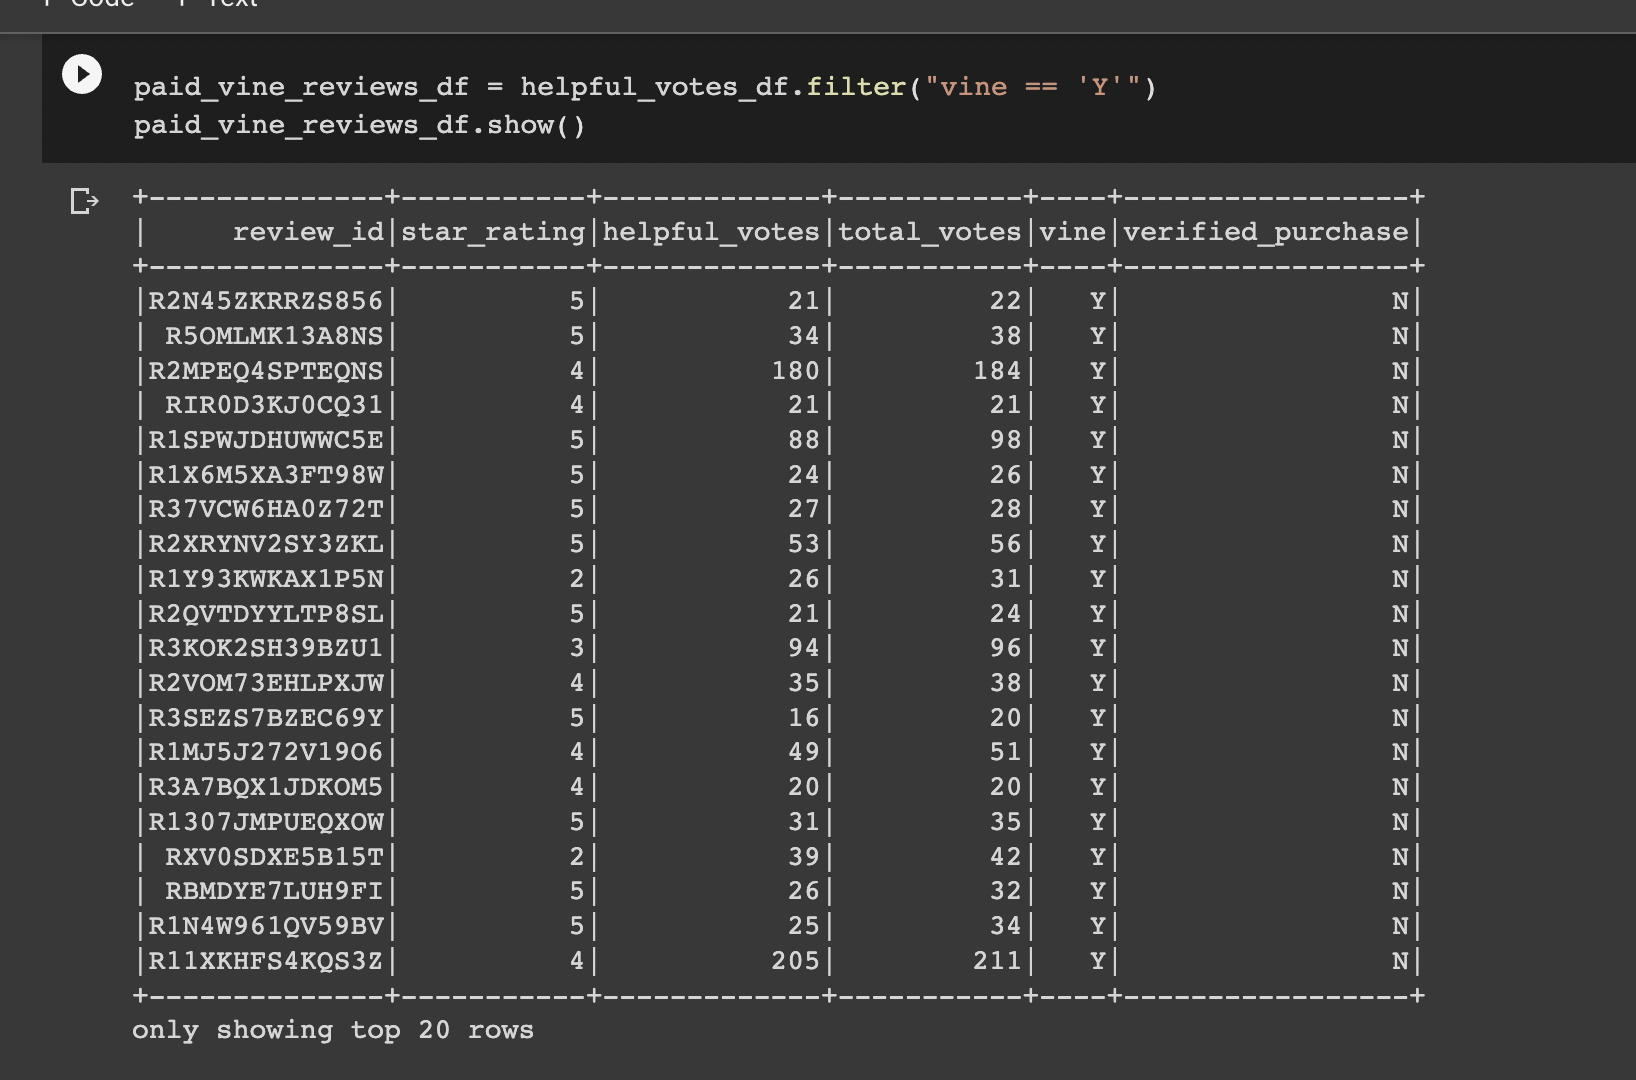 + Code + Text
paid_vine_reviews_df = helpful_votes_df.filter("vine == 'Y'")
paid_vine_reviews_df.show()
+--------------+-----------+-------------+-----------+----+-----------------+
|     review_id|star_rating|helpful_votes|total_votes|vine|verified_purchase|
+--------------+-----------+-------------+-----------+----+-----------------+
|R2N45ZKRRZS856|          5|           21|         22|   Y|                N|
| R5OMLMK13A8NS|          5|           34|         38|   Y|                N|
|R2MPEQ4SPTEQNS|          4|          180|        184|   Y|                N|
| RIR0D3KJ0CQ31|          4|           21|         21|   Y|                N|
|R1SPWJDHUWWC5E|          5|           88|         98|   Y|                N|
|R1X6M5XA3FT98W|          5|           24|         26|   Y|                N|
|R37VCW6HA0Z72T|          5|           27|         28|   Y|                N|
|R2XRYNV2SY3ZKL|          5|           53|         56|   Y|                N|
|R1Y93KWKAX1P5N|          2|           26|         31|   Y|                N|
|R2QVTDYYLTP8SL|          5|           21|         24|   Y|                N|
|R3KOK2SH39BZU1|          3|           94|         96|   Y|                N|
|R2VOM73EHLPXJW|          4|           35|         38|   Y|                N|
|R3SEZS7BZEC69Y|          5|           16|         20|   Y|                N|
|R1MJ5J272V19O6|          4|           49|         51|   Y|                N|
|R3A7BQX1JDKOM5|          4|           20|         20|   Y|                N|
|R1307JMPUEQXOW|          5|           31|         35|   Y|                N|
| RXV0SDXE5B15T|          2|           39|         42|   Y|                N|
| RBMDYE7LUH9FI|          5|           26|         32|   Y|                N|
|R1N4W961QV59BV|          5|           25|         34|   Y|                N|
|R11XKHFS4KQS3Z|          4|          205|        211|   Y|                N|
+--------------+-----------+-------------+-----------+----+-----------------+
only showing top 20 rows